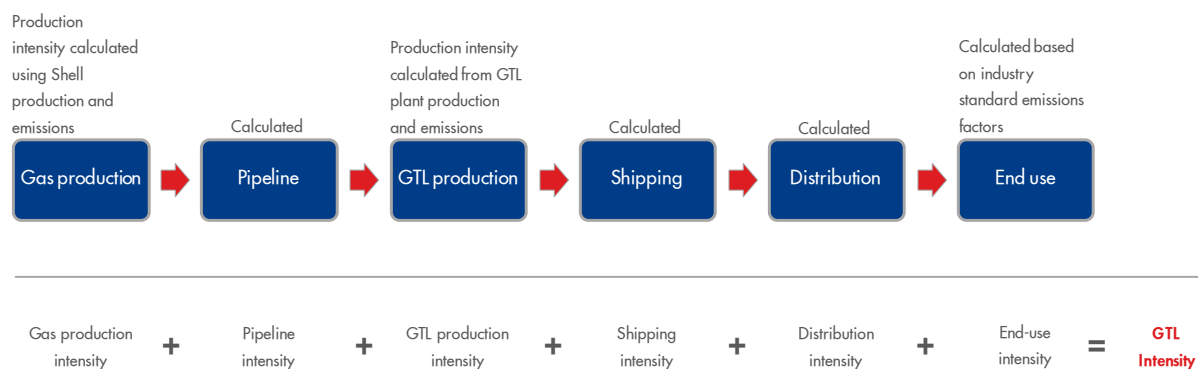 Production
intensity calculated
using Shell
production and
emissions
Calculated
Production intensity
calculated from GTL
plant production
and emissions
Calculated
Calculated
Calculated based
on industry
standard emissions
factors
Gas production
Pipeline
GTL production
Shipping
Distribution
End use
Gas production
intensity
+
Pipeline
intensity
+
GTL production
intensity
+
Shipping
intensity
+
Distribution
intensity
+
End-use
intensity
=
GTL
Intensity